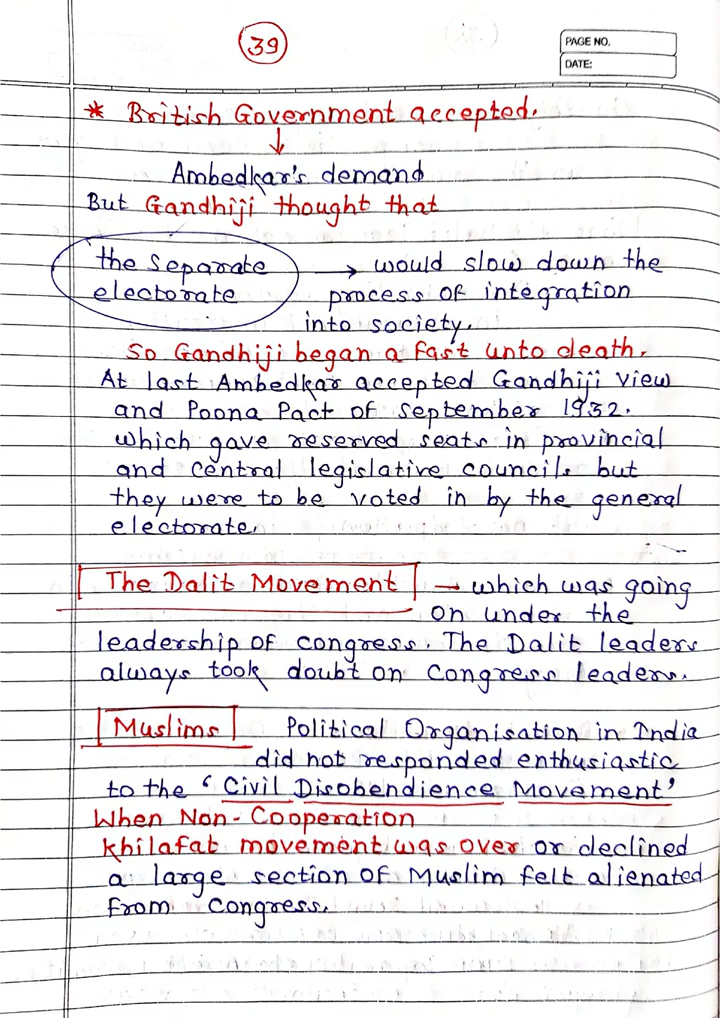 39
PAGE NO.
DATE:
* British Government accepted.
↓
Ambedkar's demand
But Gandhiji thought that
the separate → would slow down the
electorate process of integration
into society.
So Gandhiji began a fast unto death.
At last Ambedkar accepted Gandhiji view
and Poona Pact of September 1932.
which gave reserved seats in provincial
and central legislative councils but
they were to be voted in by the general
electorate.
The Dalit Movement → which was going
on under the
leadership of congress. The Dalit leaders
always took doubt on Congress leaders.
Muslims Political Organisation in India
did not responded enthusiastic
to the 'Civil Disobendience Movement'
When Non-Cooperation
Khilafat movement was over or declined
a large section of Muslim felt alienated
from Congress.